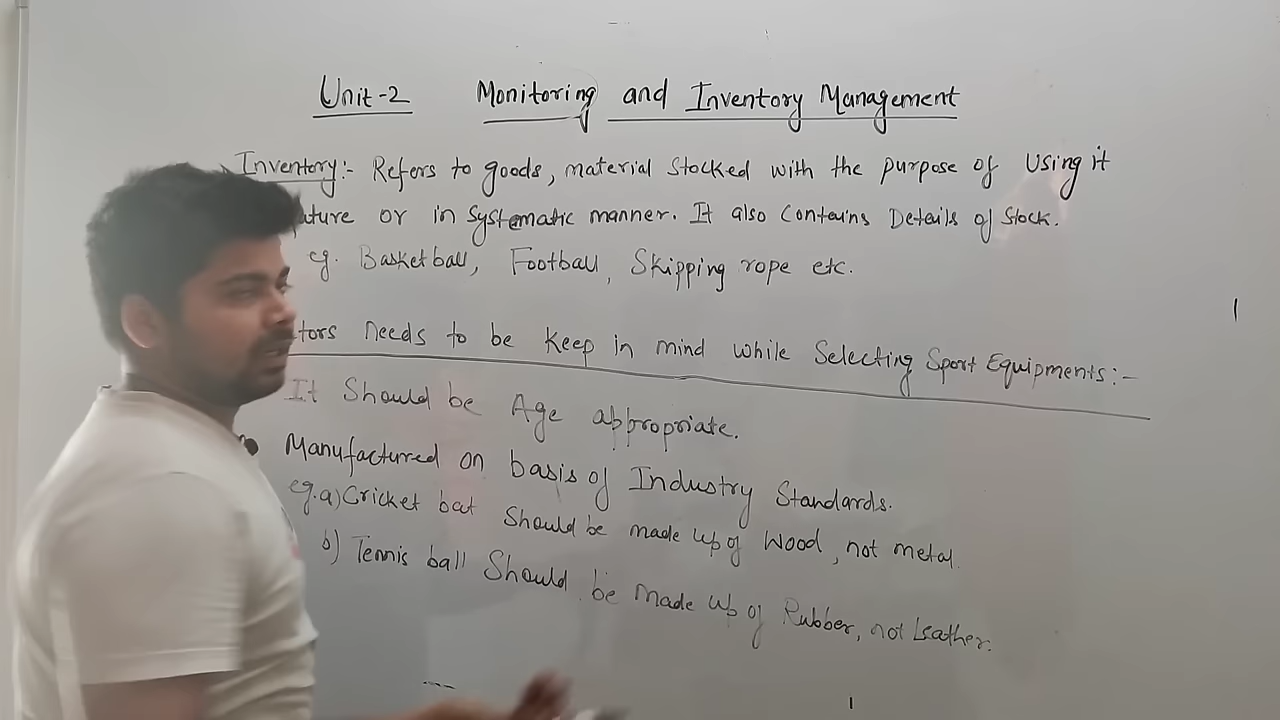 Unit-2 Monitoring and Inventory Management
Inventory:- Refers to goods, material stocked with the purpose of using it
ature or in systematic manner. It also contains Details of Stock.
eg. Basketball, Football, Skipping rope etc.
tors needs to be keep in mind while Selecting Sport Equipments:-
It Should be Age appropriate.
Manufactured on basis of Industry Standards.
eg. a) Cricket bat Should be made up of Wood, not metal.
b) Tennis ball Should be made up of Rubber, not Leather.